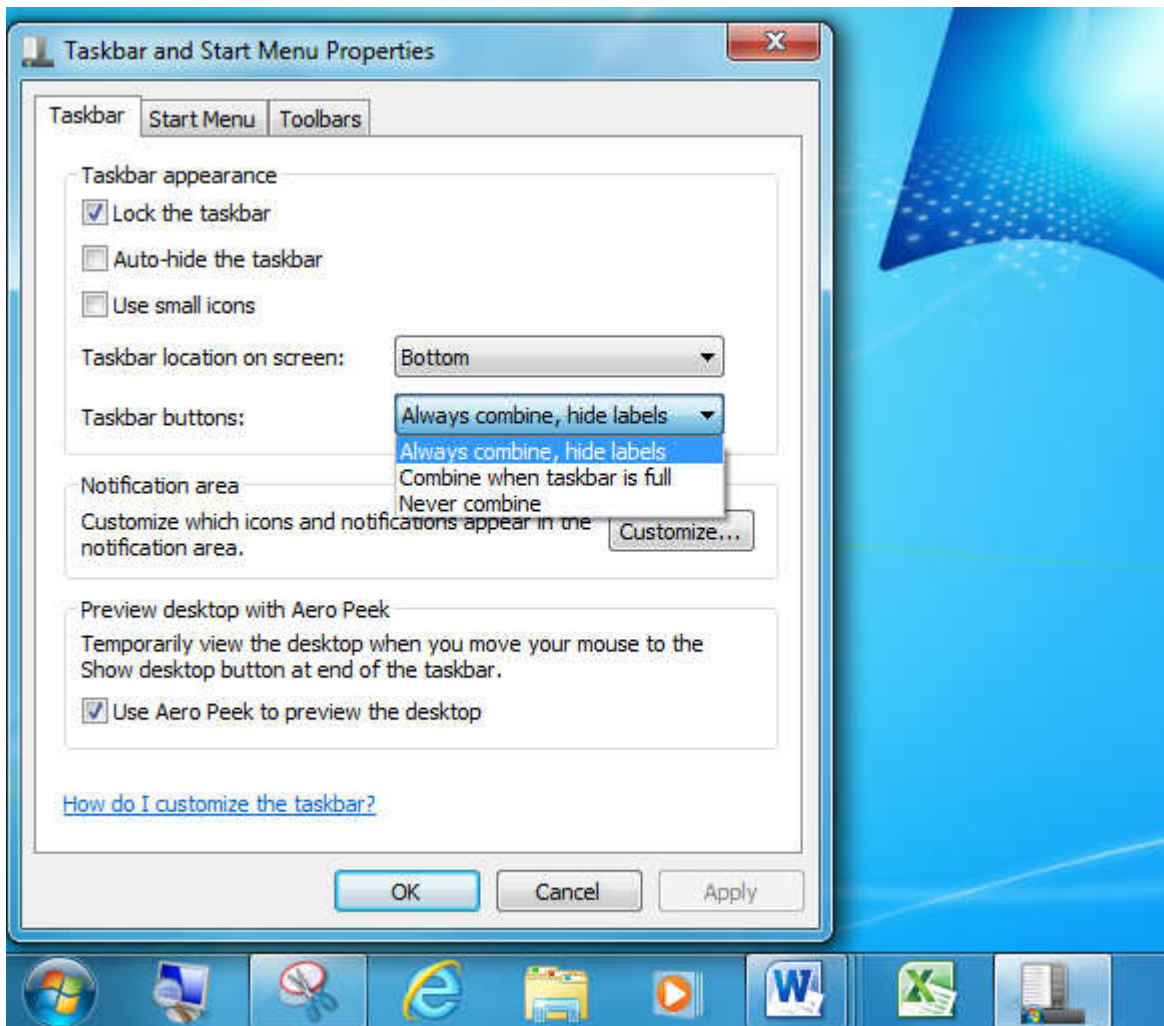 Taskbar and Start Menu Properties
Taskbar
Start Menu
Toolbars
Taskbar appearance
Lock the taskbar
Auto-hide the taskbar
Use small icons
Taskbar location on screen:
Bottom
Taskbar buttons:
Always combine, hide labels
Always combine, hide labels
Combine when taskbar is full
Never combine
Notification area
Customize which icons and notifications appear in the
notification area.
Customize...
Preview desktop with Aero Peek
Temporarily view the desktop when you move your mouse to the
Show desktop button at end of the taskbar.
Use Aero Peek to preview the desktop
How do I customize the taskbar?
OK
Cancel
Apply